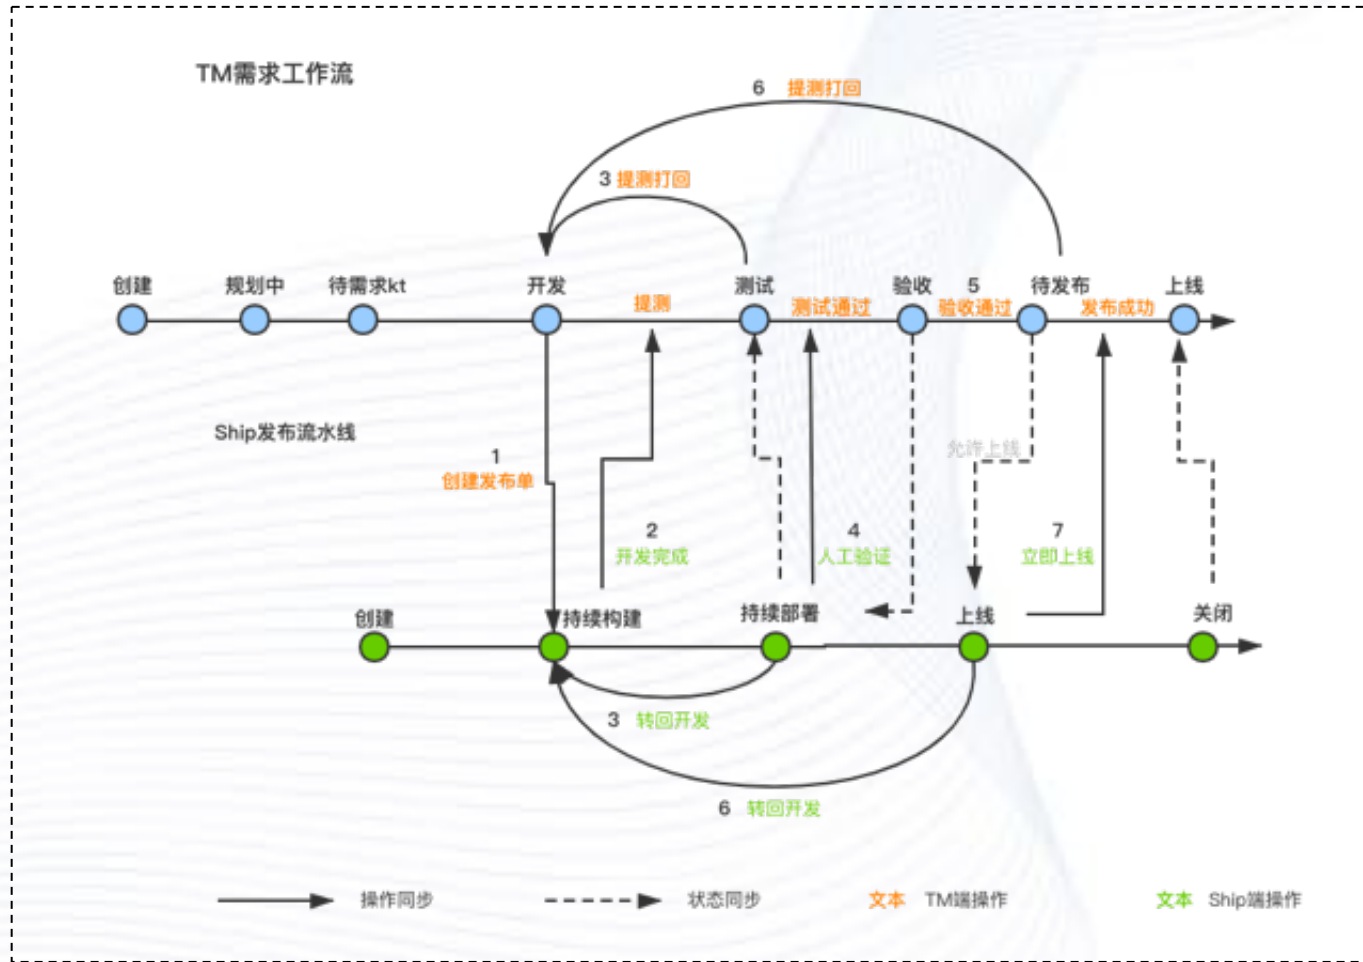 TM需求工作流
6 提测打回
3 提测打回
创建 规划中 待需求kt 开发 测试 验收 5 待发布 上线
提测 测试通过 验收通过 发布成功
Ship发布流水线
允许上线
1
创建发布单
2 4 7
开发完成 人工验证 立即上线
创建 持续构建 持续部署 上线 关闭
3 转回开发
6 转回开发
操作同步 状态同步 文本 TM端操作 文本 Ship端操作